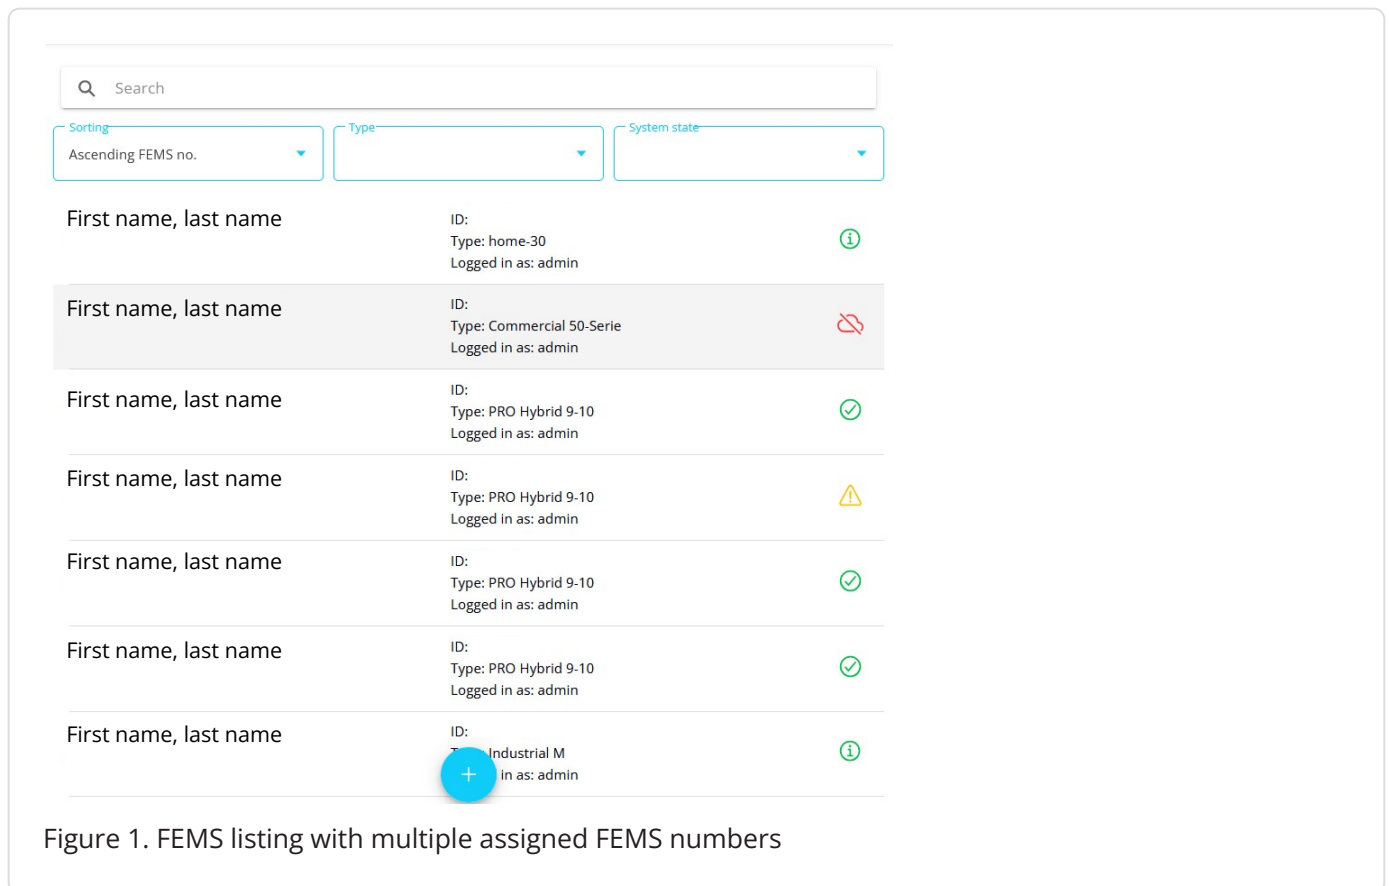 Search
Sorting
Type
System state
Ascending FEMS no.
First name, last name
ID:
Type: home-30
Logged in as: admin
First name, last name
ID:
Type: Commercial 50-Serie
Logged in as: admin
First name, last name
ID:
Type: PRO Hybrid 9-10
Logged in as: admin
First name, last name
ID:
Type: PRO Hybrid 9-10
Logged in as: admin
First name, last name
ID:
Type: PRO Hybrid 9-10
Logged in as: admin
First name, last name
ID:
Type: PRO Hybrid 9-10
Logged in as: admin
First name, last name
ID:
Industrial M
+ in as: admin
Figure 1. FEMS listing with multiple assigned FEMS numbers